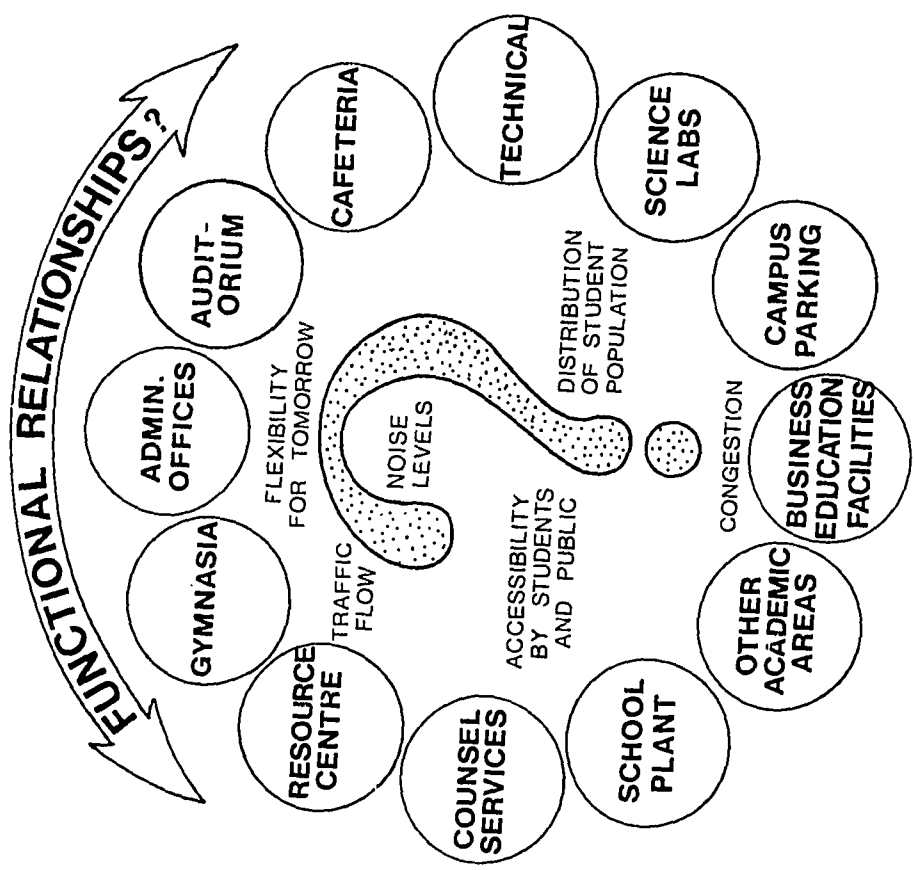 FUNCTIONAL RELATIONSHIPS?
ADMIN.
OFFICES
AUDIT-
ORIUM
CAFETERIA
TECHNICAL
SCIENCE
LABS
CAMPUS
PARKING
BUSINESS
EDUCATION
FACILITIES
OTHER
ACADEMIC
AREAS
SCHOOL
PLANT
COUNSEL
SERVICES
RESOURCE
CENTRE
GYMNASIA
FLEXIBILITY
FOR TOMORROW
TRAFFIC
FLOW
NOISE
LEVELS
ACCESSIBILITY
BY STUDENTS
AND PUBLIC
DISTRIBUTION
OF STUDENT
POPULATION
CONGESTION